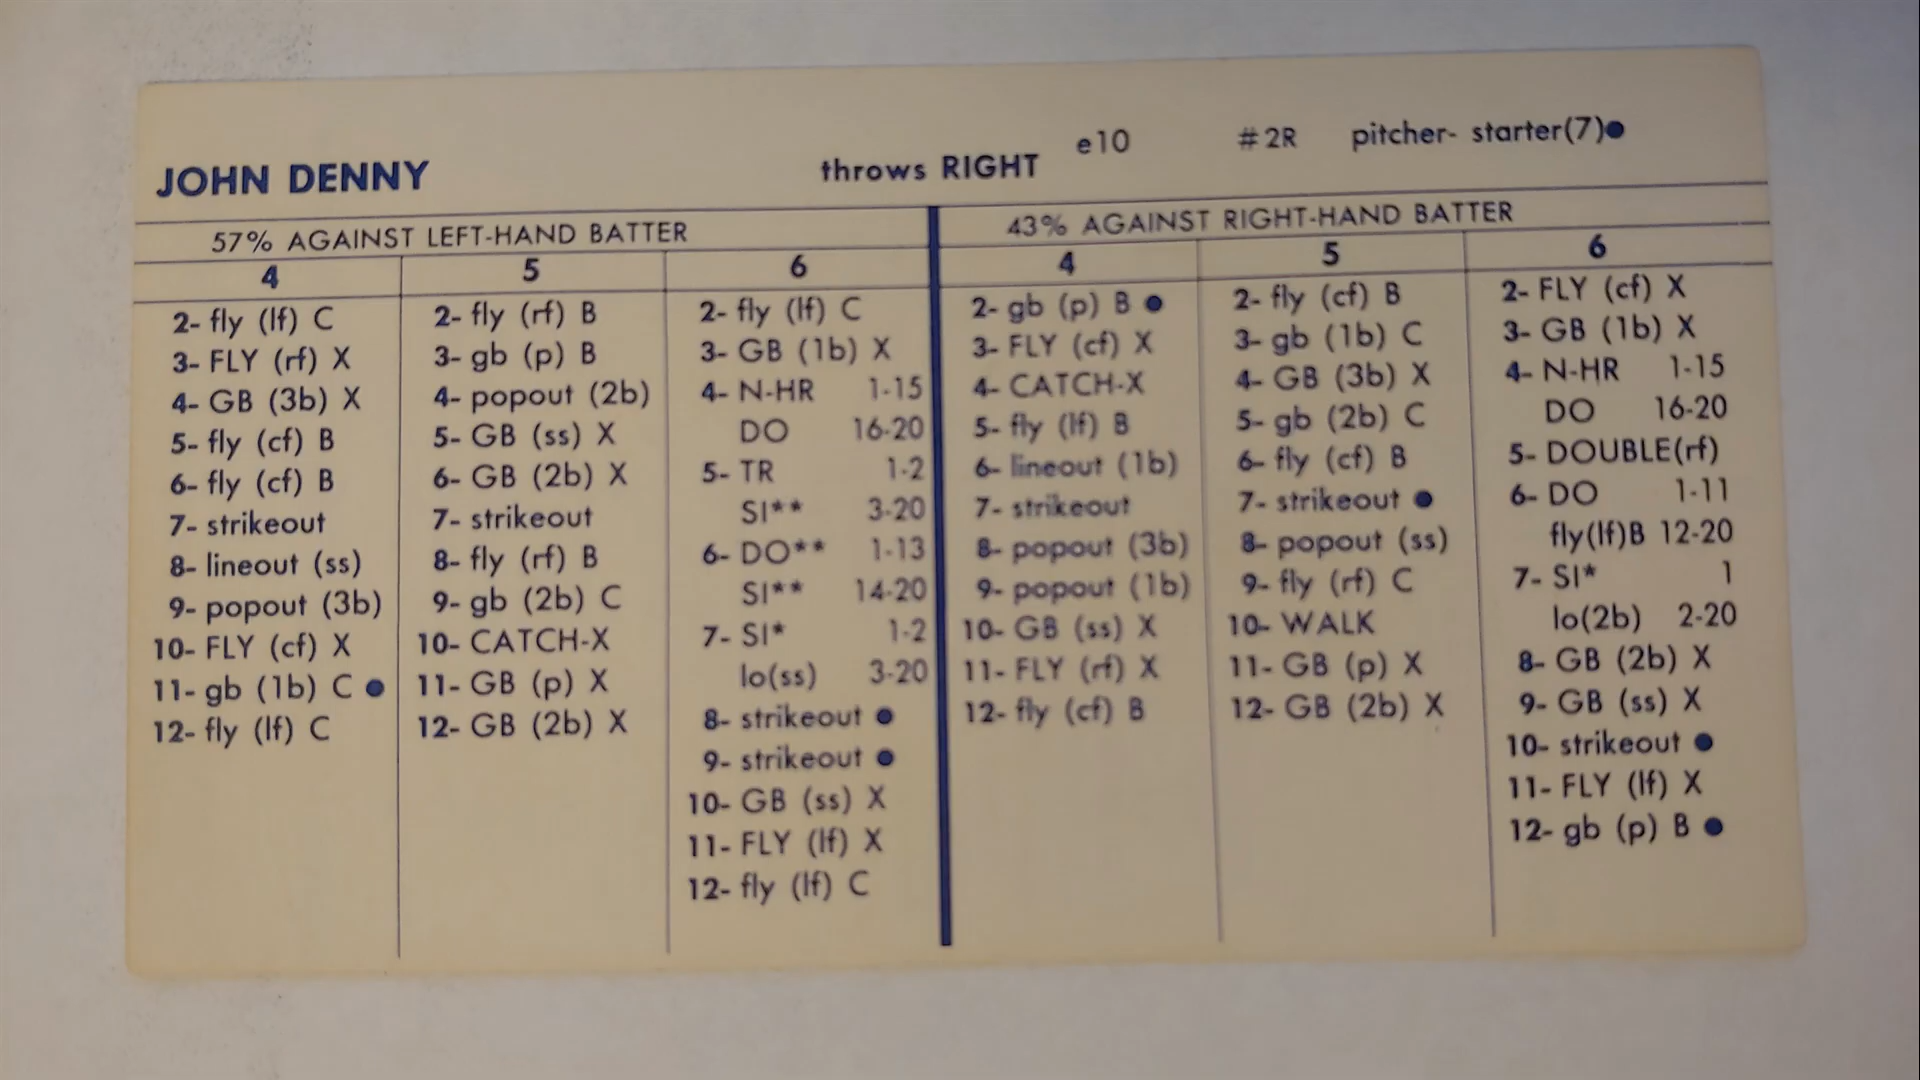 JOHN DENNY throws RIGHT e10 #2R pitcher- starter(7)●
57% AGAINST LEFT-HAND BATTER
4
2- fly (lf) C
3- FLY (rf) X
4- GB (3b) X
5- fly (cf) B
6- fly (cf) B
7- strikeout
8- lineout (ss)
9- popout (3b)
10- FLY (cf) X
11- gb (1b) C ●
12- fly (lf) C
5
2- fly (rf) B
3- gb (p) B
4- popout (2b)
5- GB (ss) X
6- GB (2b) X
7- strikeout
8- fly (rf) B
9- gb (2b) C
10- CATCH-X
11- GB (p) X
12- GB (2b) X
6
2- fly (lf) C
3- GB (1b) X
4- N-HR 1-15
DO 16-20
5- TR 1-2
SI** 3-20
6- DO** 1-13
SI** 14-20
7- SI* 1-2
lo(ss) 3-20
8- strikeout ●
9- strikeout ●
10- GB (ss) X
11- FLY (lf) X
12- fly (lf) C
43% AGAINST RIGHT-HAND BATTER
4
2- gb (p) B ●
3- FLY (cf) X
4- CATCH-X
5- fly (lf) B
6- lineout (1b)
7- strikeout
8- popout (3b)
9- popout (1b)
10- GB (ss) X
11- FLY (rf) X
12- fly (cf) B
5
2- fly (cf) B
3- gb (1b) C
4- GB (3b) X
5- gb (2b) C
6- fly (cf) B
7- strikeout ●
8- popout (ss)
9- fly (rf) C
10- WALK
11- GB (p) X
12- GB (2b) X
6
2- FLY (cf) X
3- GB (1b) X
4- N-HR 1-15
DO 16-20
5- DOUBLE(rf)
6- DO 1-11
fly(lf)B 12-20
7- SI* 1
lo(2b) 2-20
8- GB (2b) X
9- GB (ss) X
10- strikeout ●
11- FLY (lf) X
12- gb (p) B ●